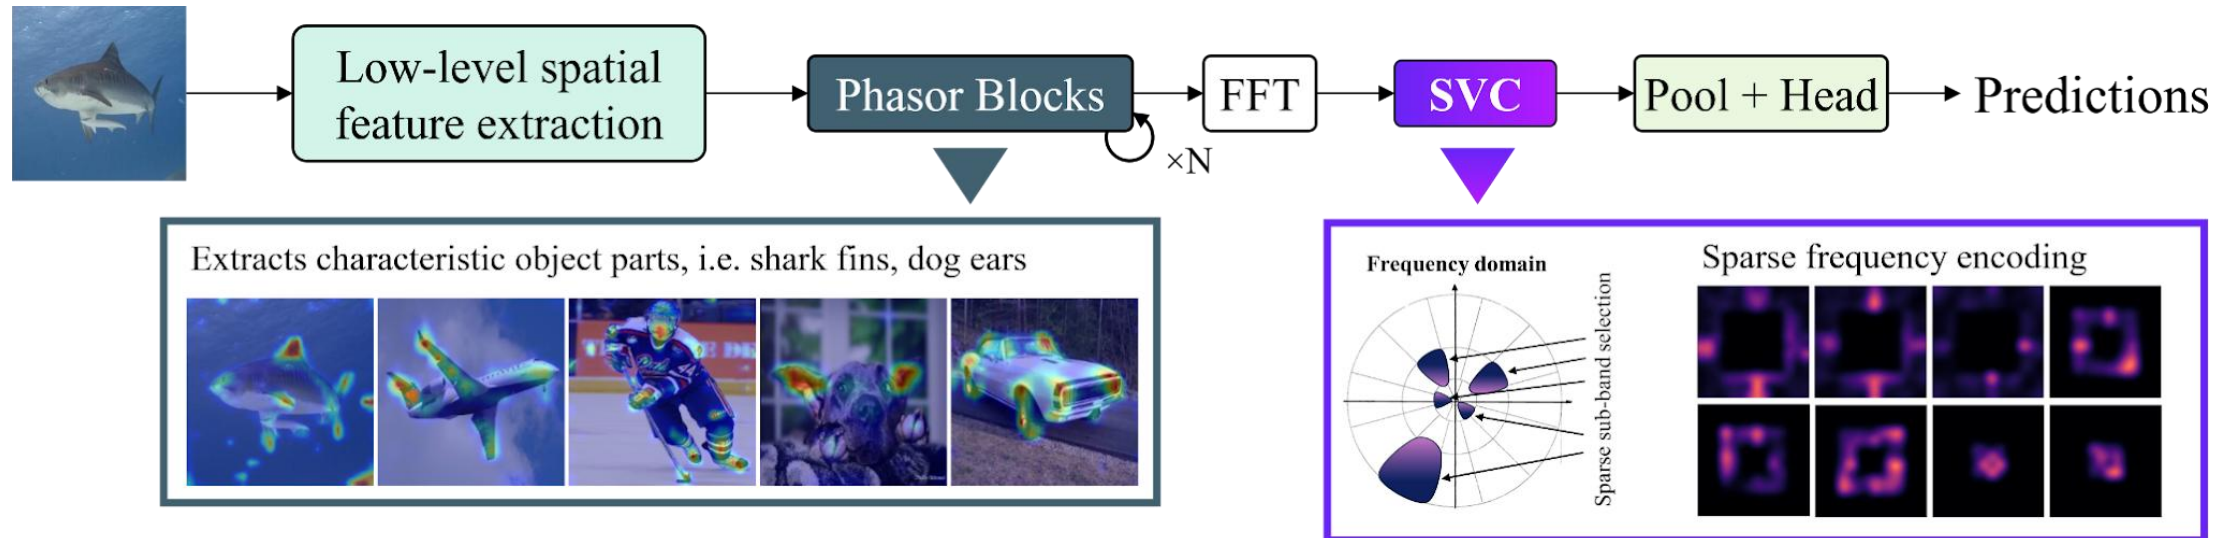 Low-level spatial
feature extraction
Phasor Blocks
×N
FFT
SVC
Pool + Head
Predictions
Extracts characteristic object parts, i.e. shark fins, dog ears
44
Frequency domain
Sparse sub-band selection
Sparse frequency encoding